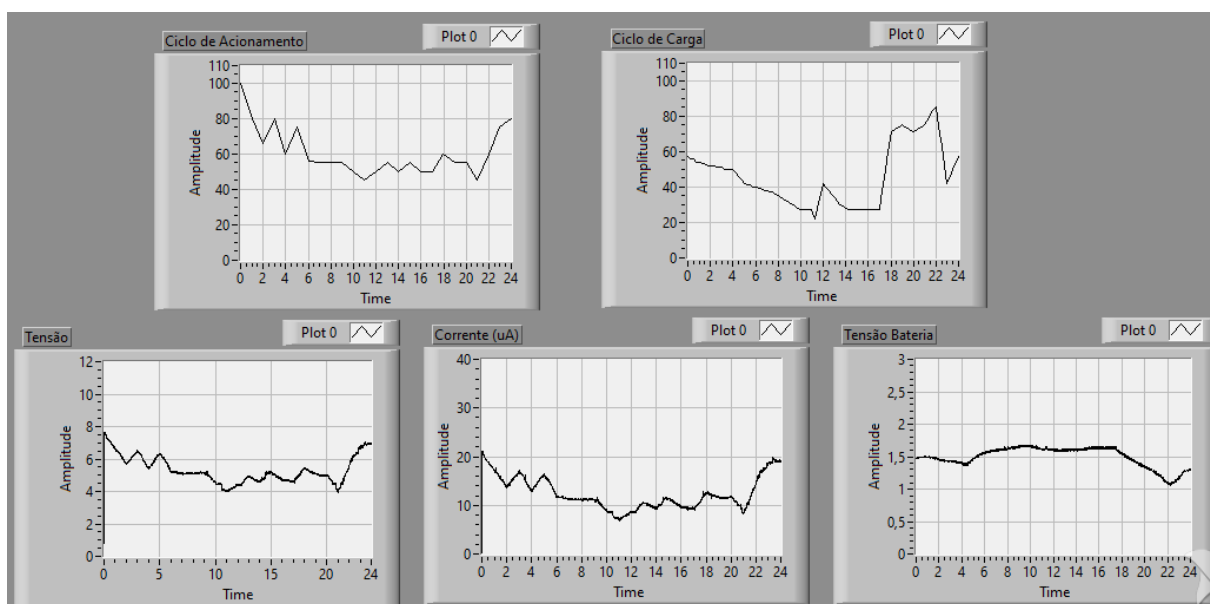 Ciclo de Acionamento
Plot 0
110
100
80
60
40
20
0
Amplitude
0 2 4 6 8 10 12 14 16 18 20 22 24
Time
Ciclo de Carga
Plot 0
110
100
80
60
40
20
0
Amplitude
0 2 4 6 8 10 12 14 16 18 20 22 24
Time
Tensão
Plot 0
12
10
8
6
4
2
0
Amplitude
0 5 10 15 20 24
Time
Corrente (uA)
Plot 0
40
30
20
10
0
Amplitude
0 2 4 6 8 10 12 14 16 18 20 22 24
Time
Tensão Bateria
Plot 0
3
2,5
2
1,5
1
0,5
0
Amplitude
0 2 4 6 8 10 12 14 16 18 20 22 24
Time